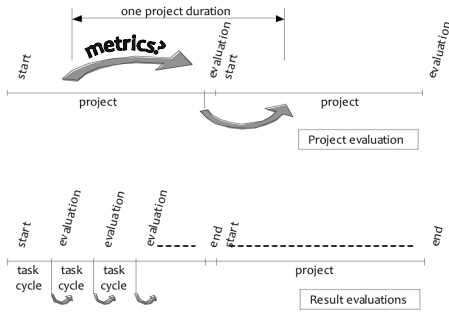 one project duration
metrics?
start
evaluation
start
evaluation
project
project
Project evaluation
start
evaluation
evaluation
evaluation
end
start
end
task
cycle
task
cycle
task
cycle
project
Result evaluations